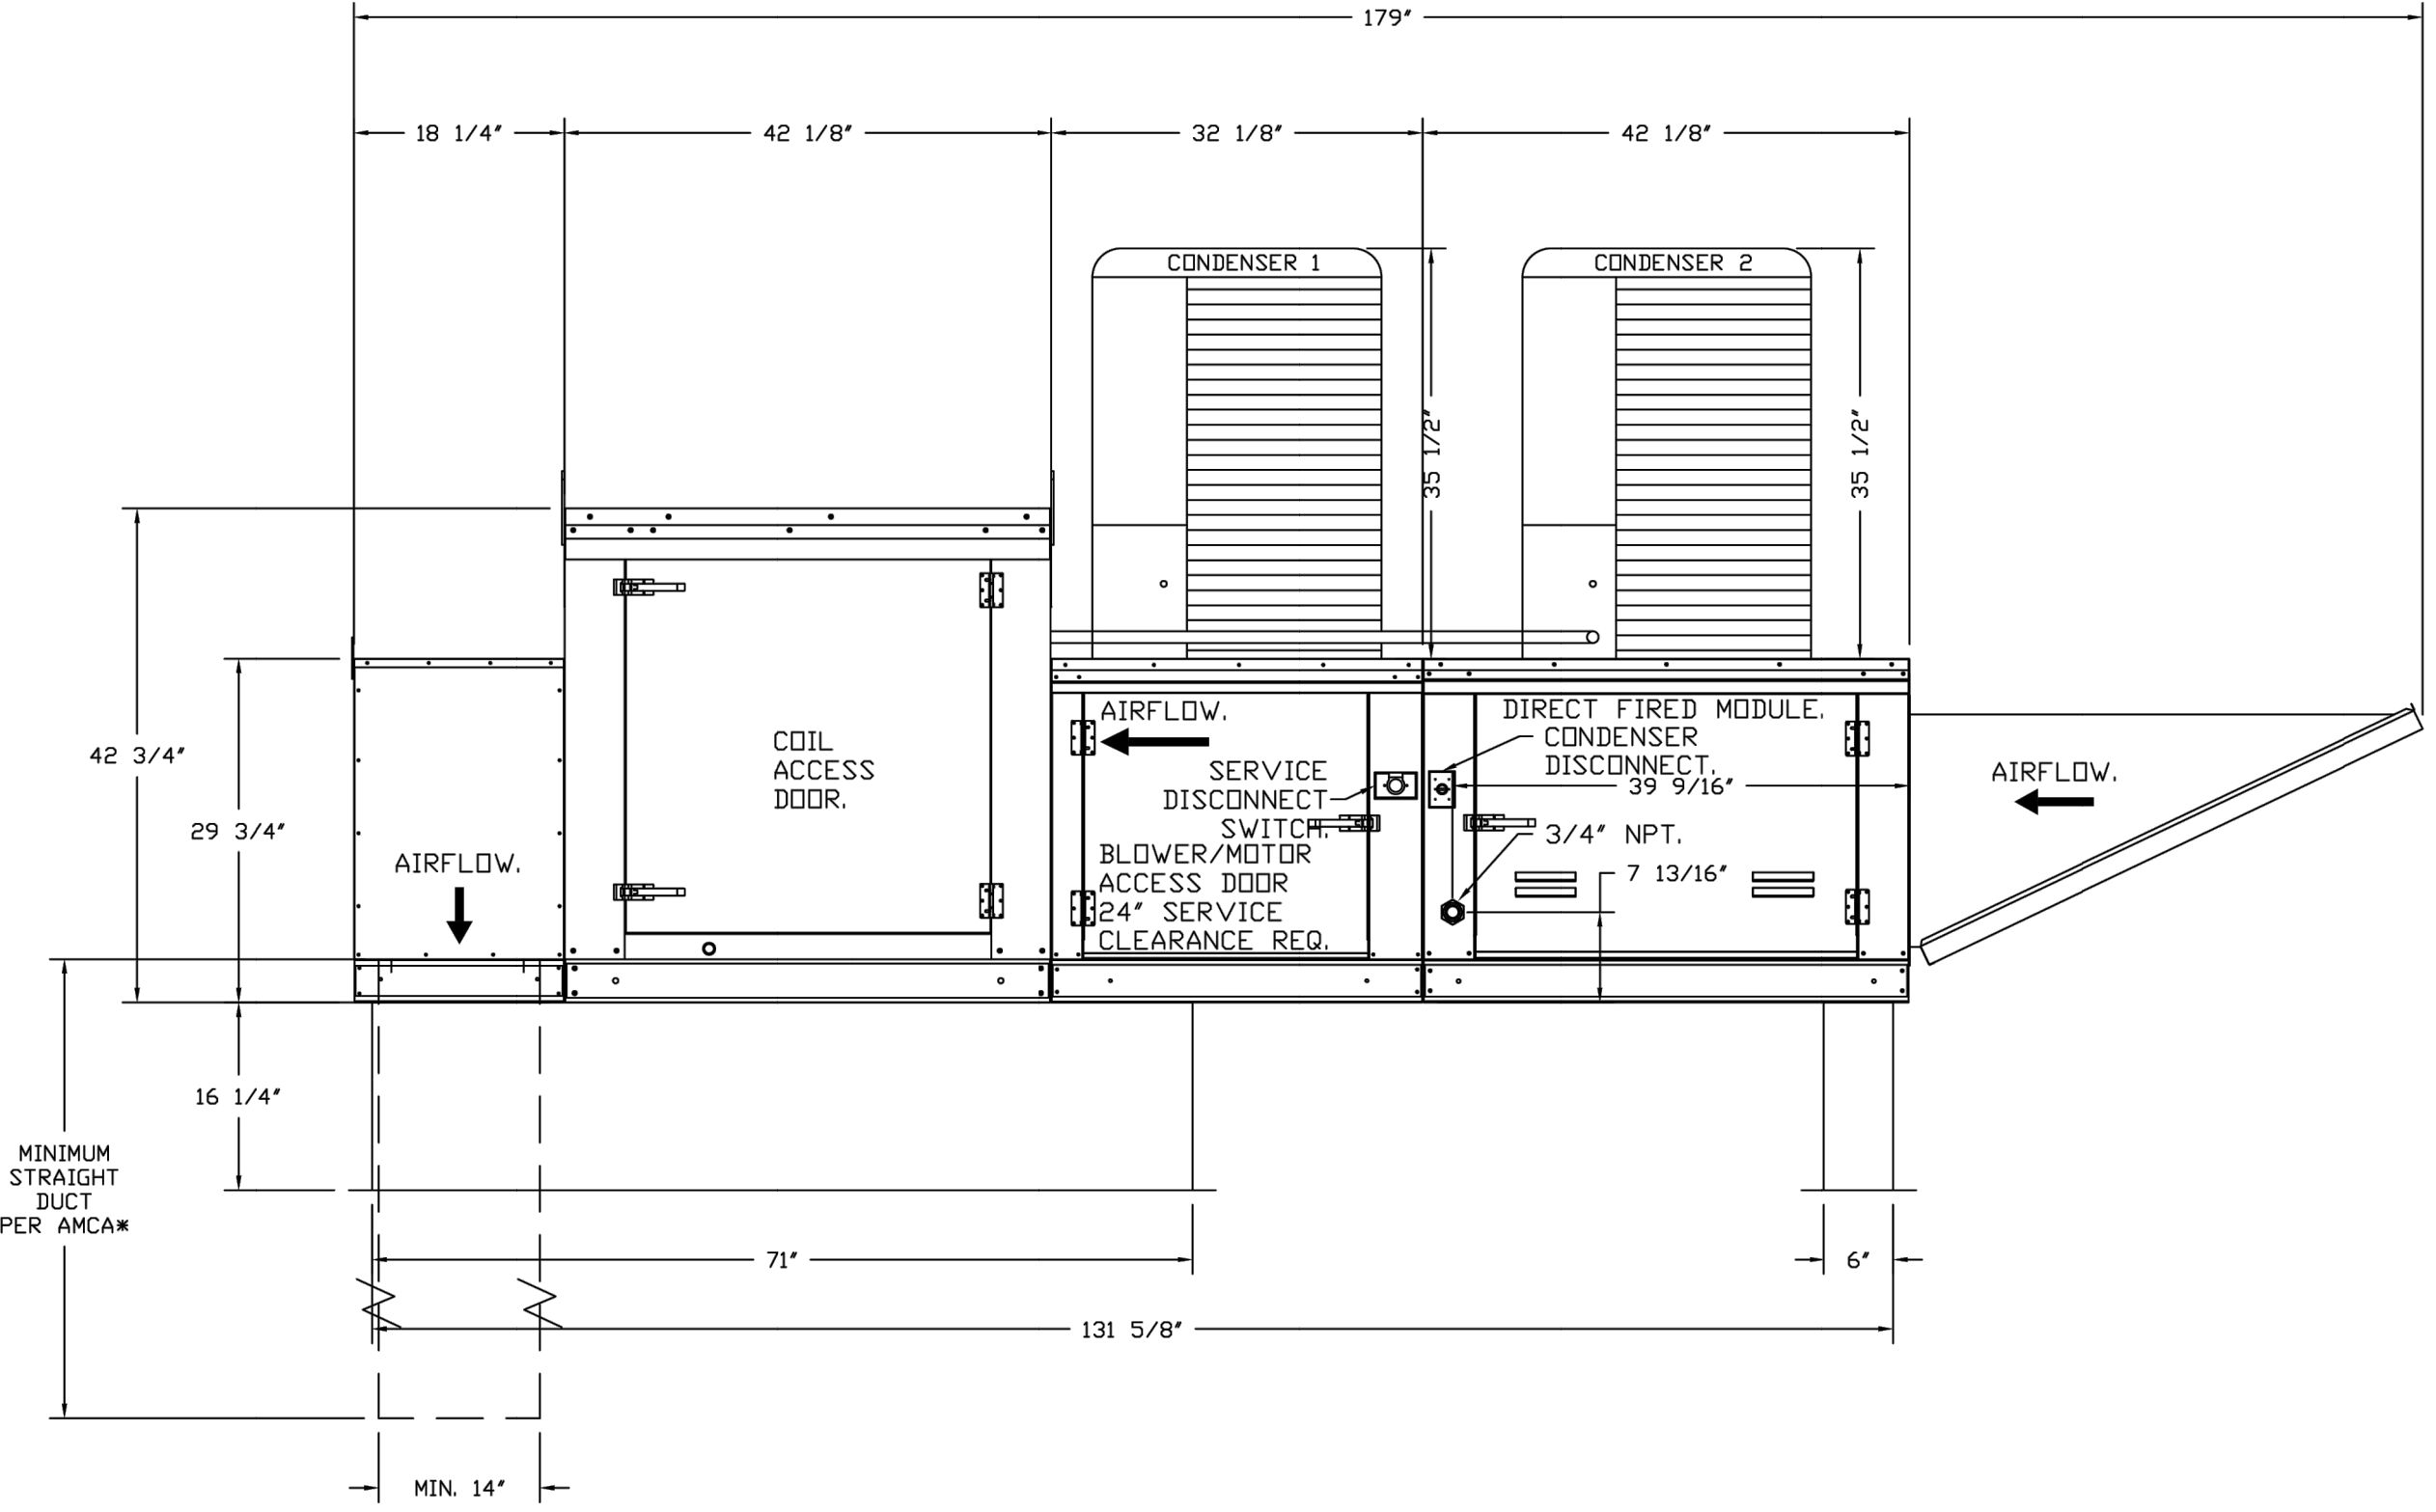 179"
18 1/4"
42 1/8"
32 1/8"
42 1/8"
CONDENSER 1
CONDENSER 2
35 1/2"
35 1/2"
42 3/4"
29 3/4"
16 1/4"
COIL
ACCESS
DOOR.
AIRFLOW.
AIRFLOW.
SERVICE
DISCONNECT
SWITCH.
BLOWER/MOTOR
ACCESS DOOR
24" SERVICE
CLEARANCE REQ.
DIRECT FIRED MODULE.
CONDENSER
DISCONNECT.
39 9/16"
3/4" NPT.
7 13/16"
AIRFLOW.
MINIMUM
STRAIGHT
DUCT
PER AMCA*
71"
6"
131 5/8"
MIN. 14"